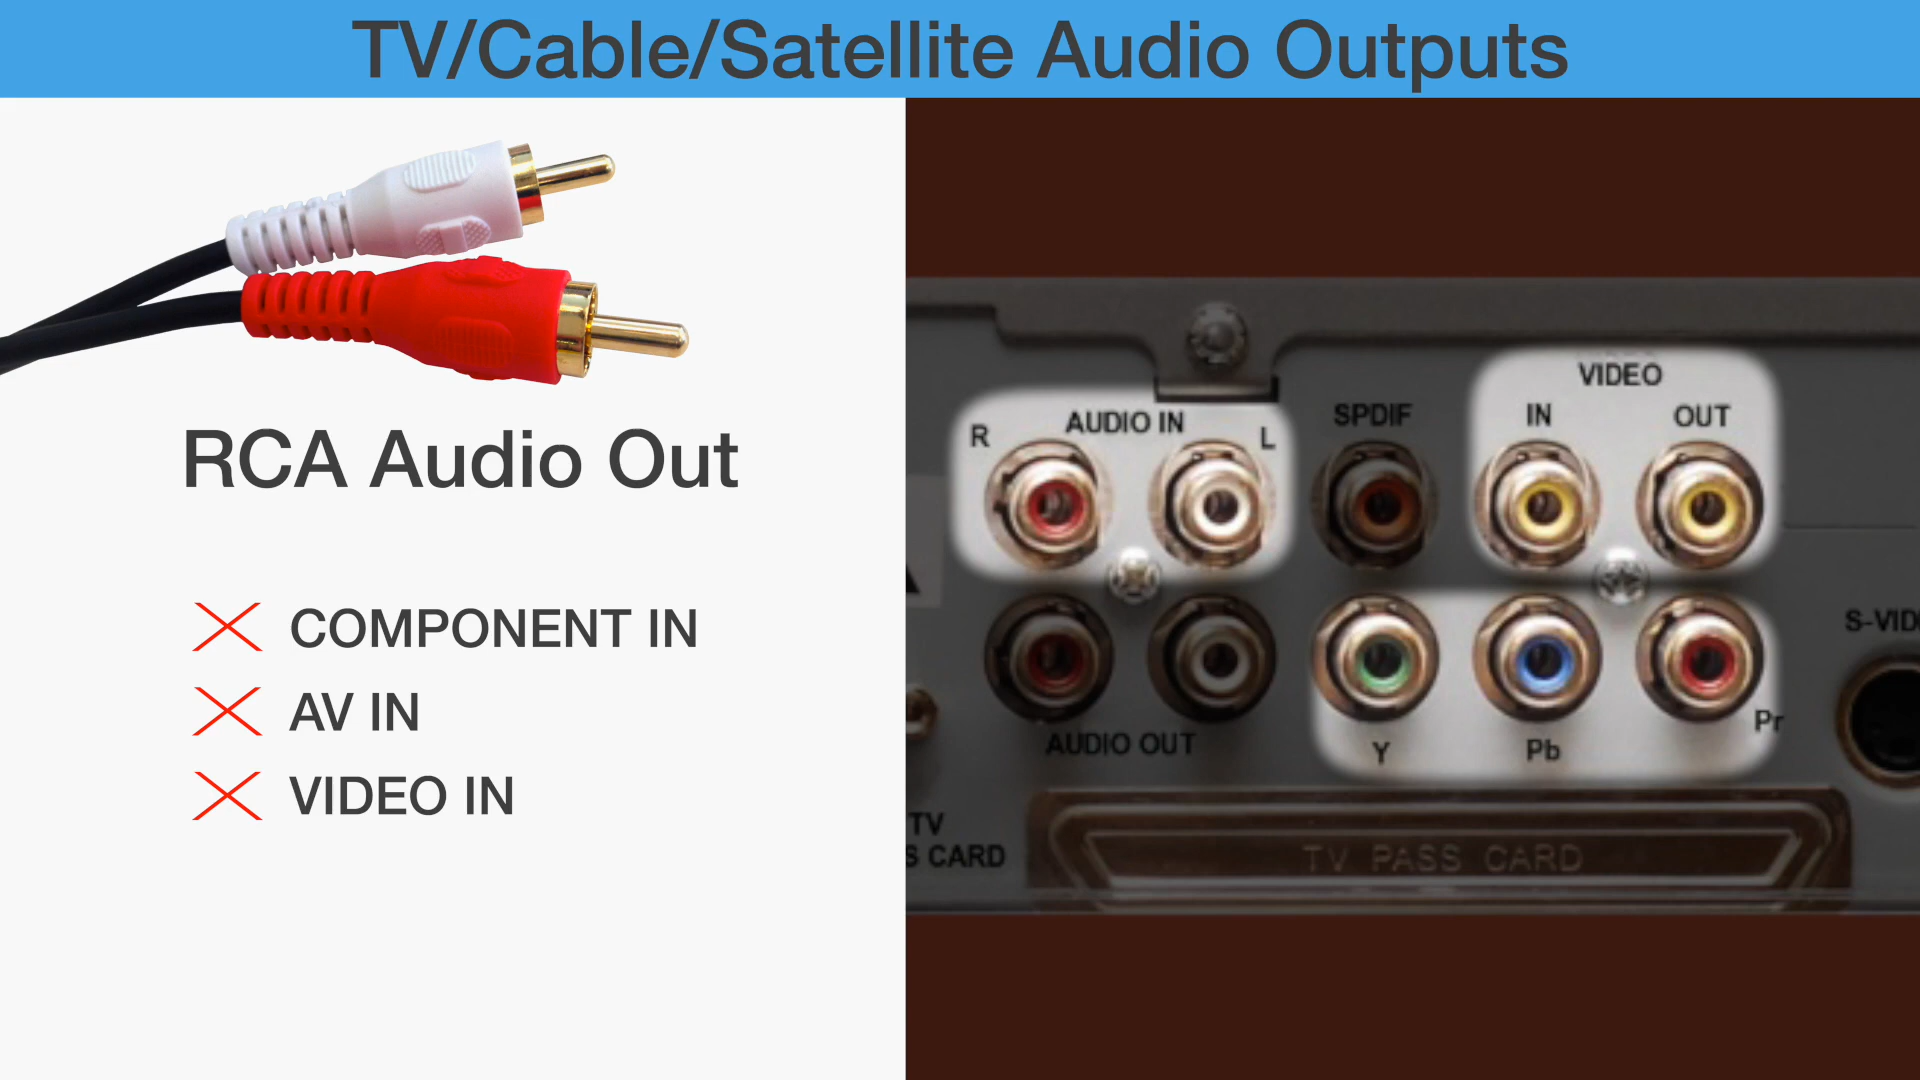 TV/Cable/Satellite Audio Outputs
RCA Audio Out
COMPONENT IN
AV IN
VIDEO IN
VIDEO
R AUDIO IN L
SPDIF
IN OUT
S-VID
AUDIO OUT
Y Pb Pr
TV
S CARD
TV PASS CARD